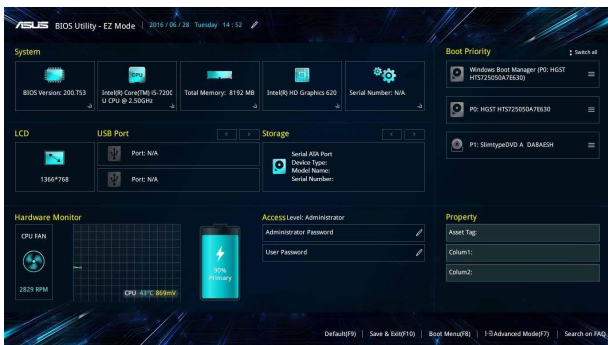 ASUS BIOS Utility - EZ Mode 2016/06/28 Tuesday 14:52
System
BIOS Version: 200.T53
CPU
Intel(R) Core(TM) i5-7200
U CPU @ 2.50GHz
Total Memory: 8192 MB
Intel(R) HD Graphics 620
Serial Number: N/A
Boot Priority
Switch all
Windows Boot Manager (P0: HGST
HTS725050A7E630)
P0: HGST HTS725050A7E630
P1: SlimtypeDVD A DA8AESH
LCD
1366*768
USB Port
Port: N/A
Port: N/A
Storage
Serial ATA Port
Device Type:
Model Name:
Serial Number:
Hardware Monitor
CPU FAN
2829 RPM
CPU 43°C 869mV
90%
Primary
Access Level: Administrator
Administrator Password
User Password
Property
Asset Tag:
Colum1:
Colum2:
Default(F9) | Save & Exit(F10) | Boot Menu(F8) | Advanced Mode(F7) | Search on FAQ